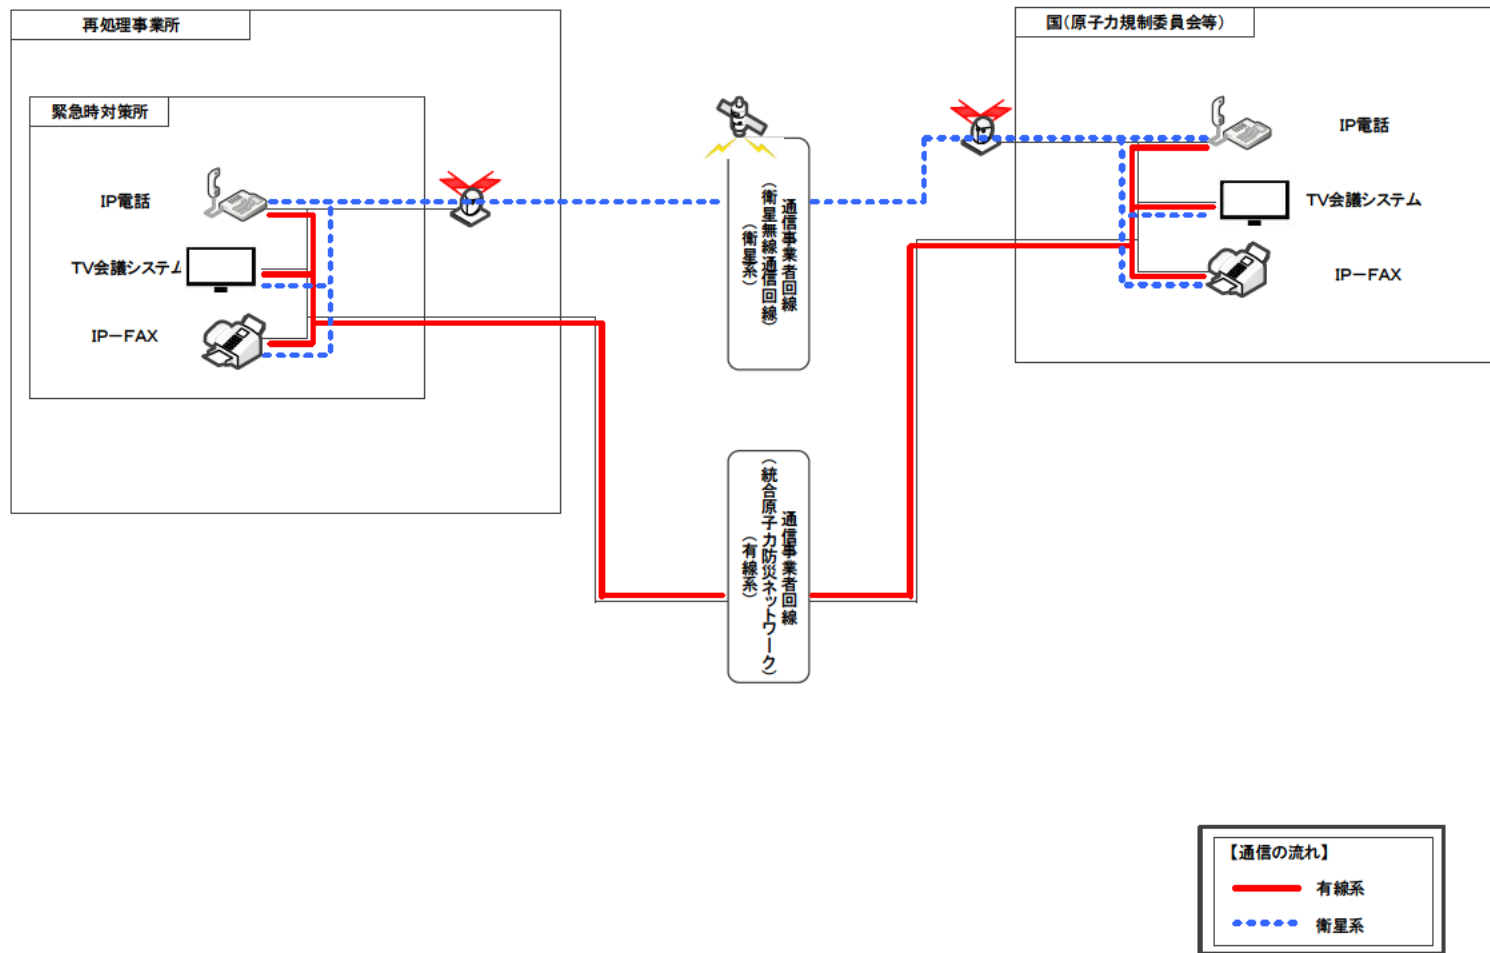 再処理事業所
緊急時対策所
IP電話
TV会議システム
IP－FAX
通信事業者回線
（衛星無線通信回線）
（衛星系）
通信事業者回線
（統合原子力防災ネットワーク）
（有線系）
国（原子力規制委員会等）
IP電話
TV会議システム
IP－FAX
【通信の流れ】
有線系
衛星系